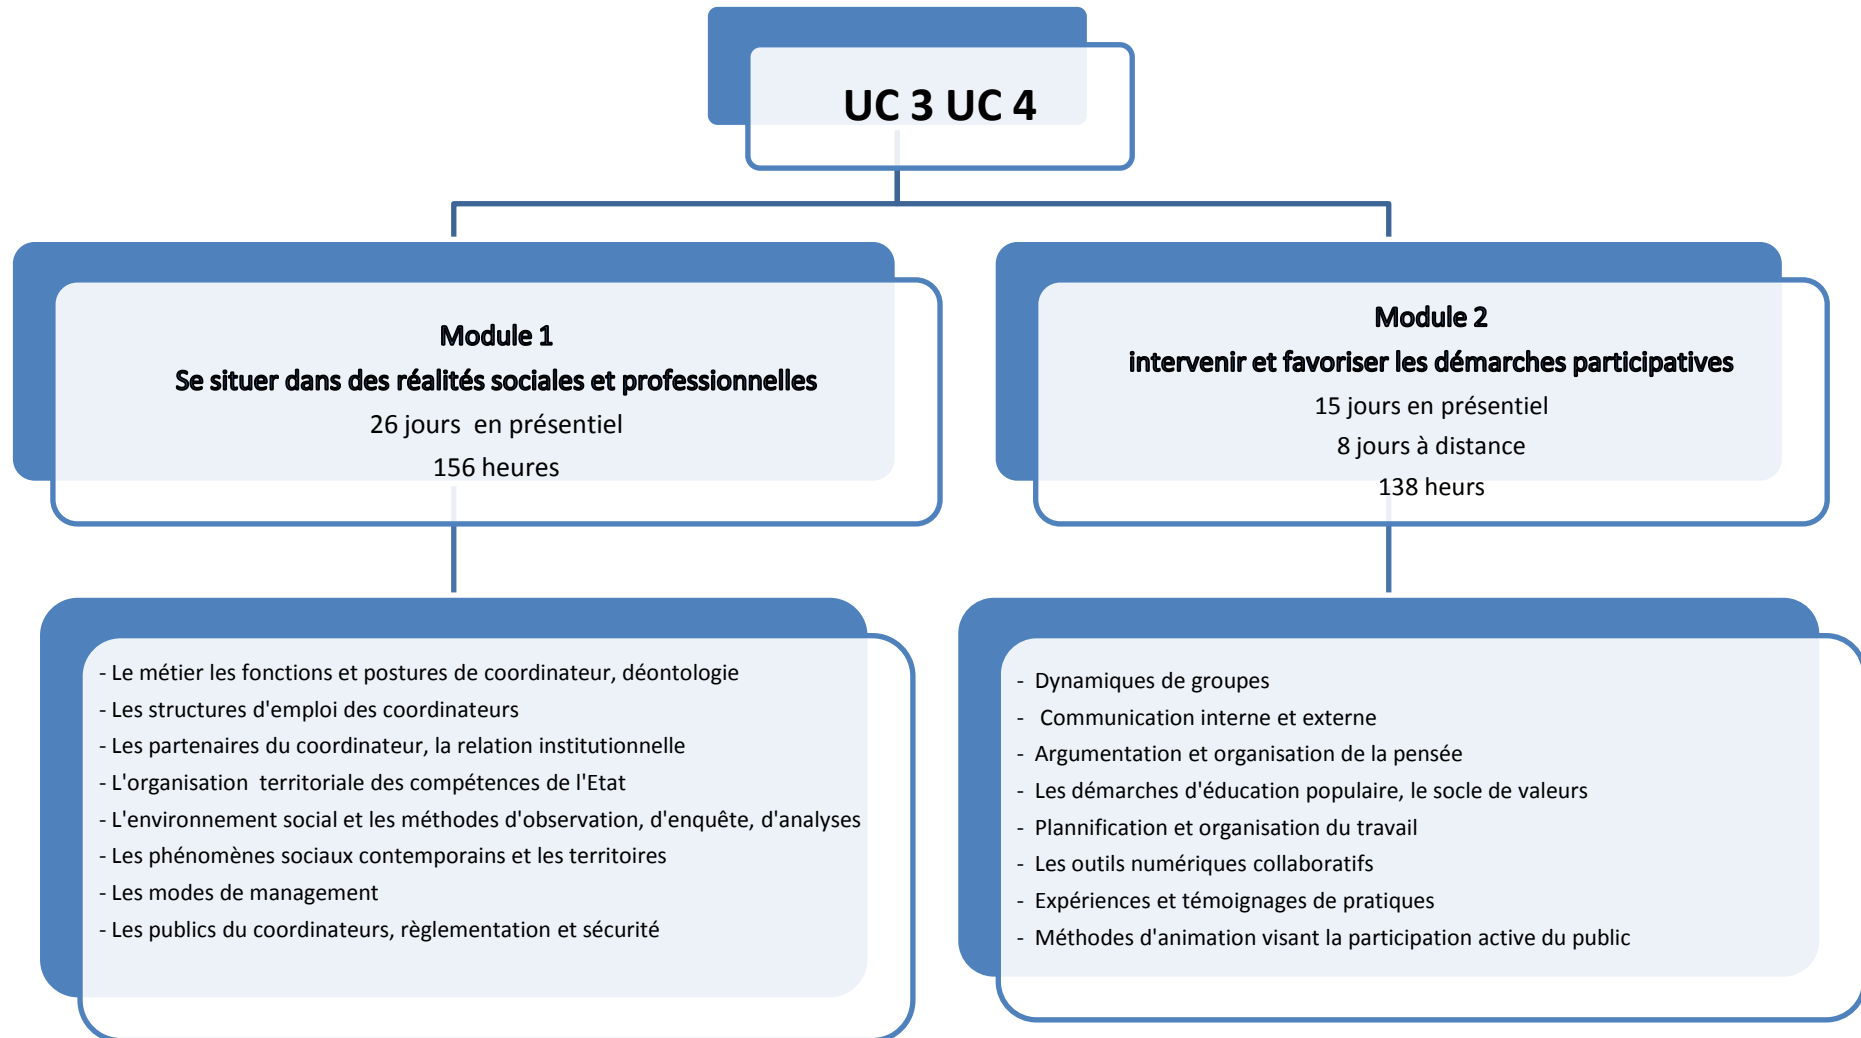 UC 3 UC 4
Module 1
Se situer dans des réalités sociales et professionnelles
26 jours  en présentiel
156 heures
Module 2
intervenir et favoriser les démarches participatives
15 jours en présentiel
8 jours à distance
138 heurs
- Le métier les fonctions et postures de coordinateur, déontologie
- Les structures d'emploi des coordinateurs
- Les partenaires du coordinateur, la relation institutionnelle
- L'organisation  territoriale des compétences de l'Etat
- L'environnement social et les méthodes d'observation, d'enquête, d'analyses
- Les phénomènes sociaux contemporains et les territoires
- Les modes de management
- Les publics du coordinateurs, règlementation et sécurité
- Dynamiques de groupes
- Communication interne et externe
- Argumentation et organisation de la pensée
- Les démarches d'éducation populaire, le socle de valeurs
- Plannification et organisation du travail
- Les outils numériques collaboratifs
- Expériences et témoignages de pratiques
- Méthodes d'animation visant la participation active du public